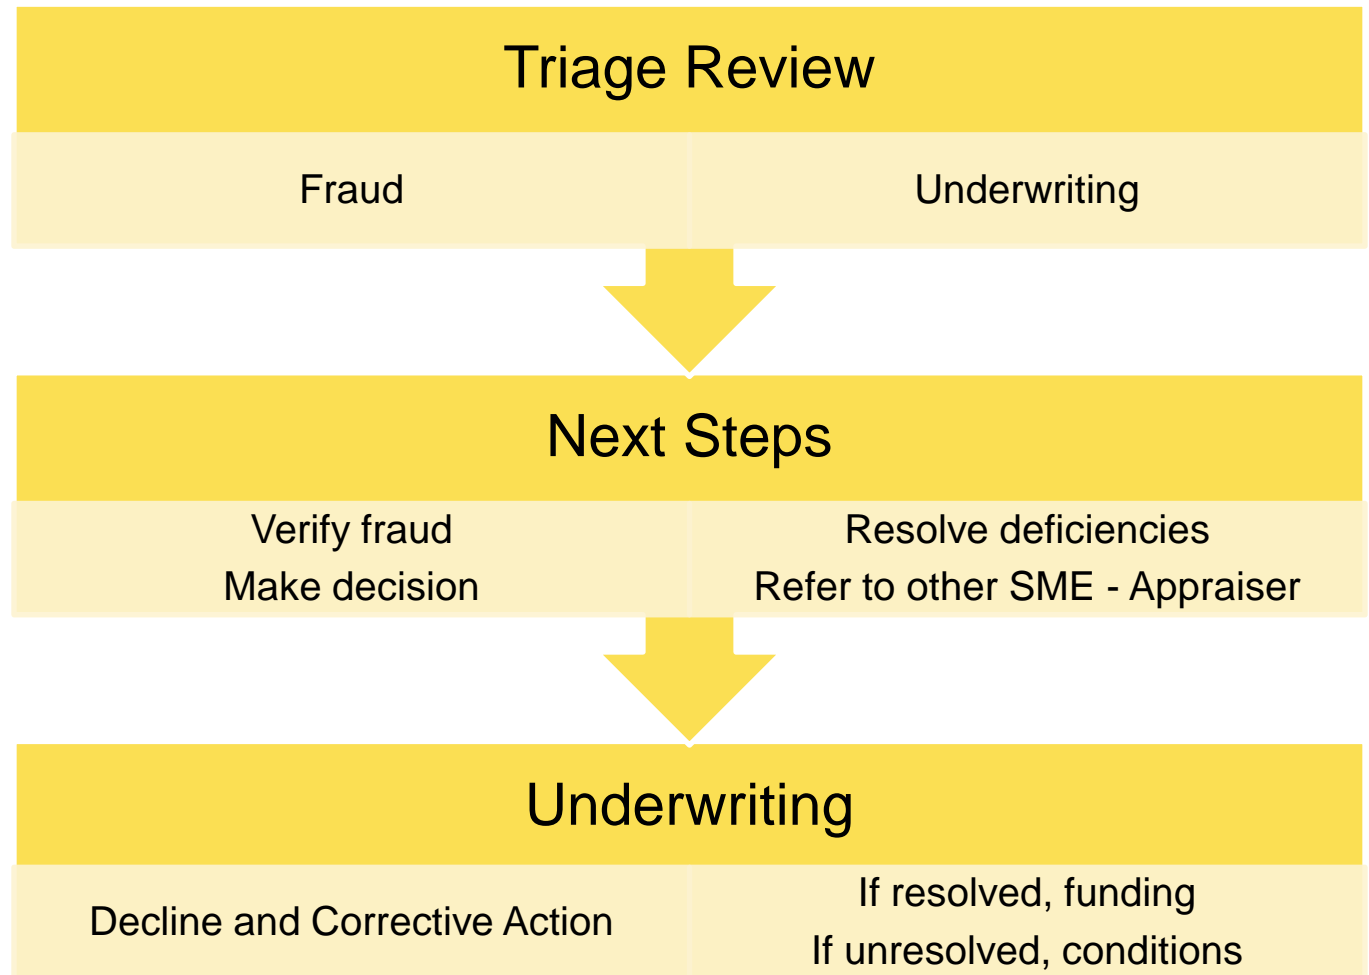 Triage Review
Fraud
Underwriting
Next Steps
Verify fraud
Make decision
Resolve deficiencies
Refer to other SME - Appraiser
Underwriting
Decline and Corrective Action
If resolved, funding
If unresolved, conditions